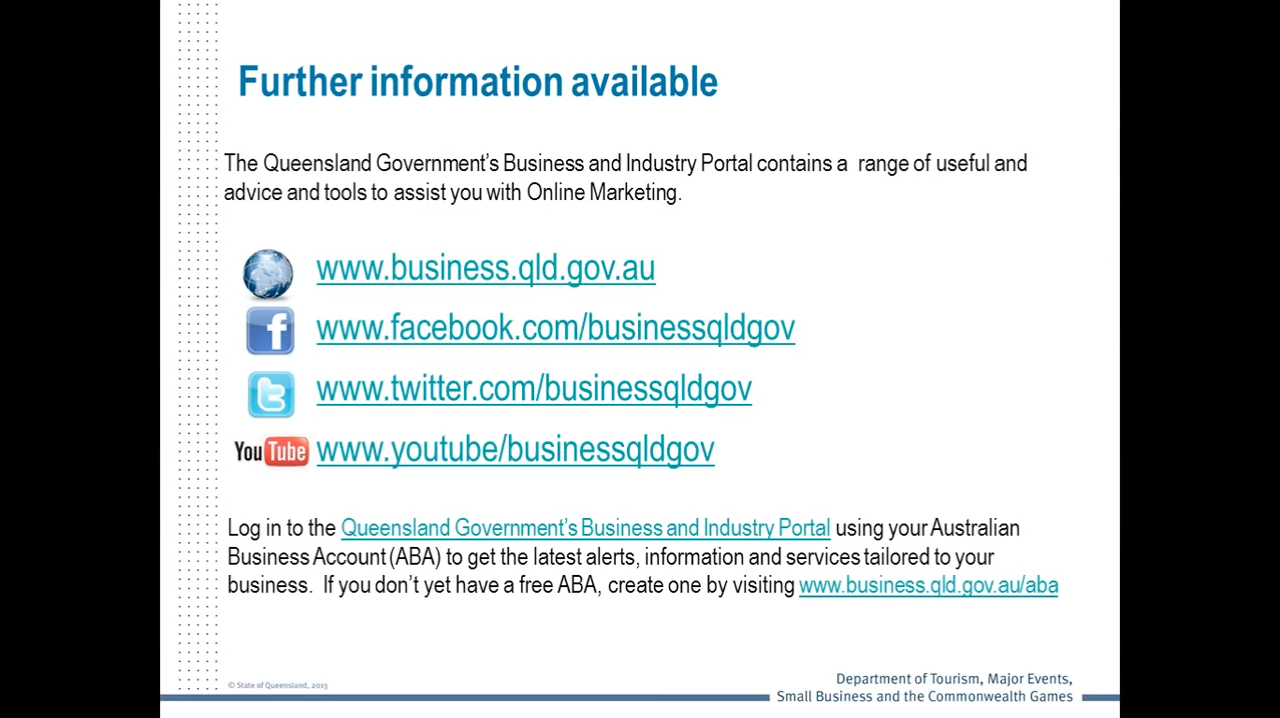 Further information available
The Queensland Government's Business and Industry Portal contains a  range of useful and
advice and tools to assist you with Online Marketing.
www.business.qld.gov.au
f www.facebook.com/businessqldgov
t www.twitter.com/businessqldgov
YouTube www.youtube/businessqldgov
Log in to the Queensland Government's Business and Industry Portal using your Australian
Business Account (ABA) to get the latest alerts, information and services tailored to your
business.  If you don't yet have a free ABA, create one by visiting www.business.qld.gov.au/aba
© State of Queensland, 2013
Department of Tourism, Major Events,
Small Business and the Commonwealth Games